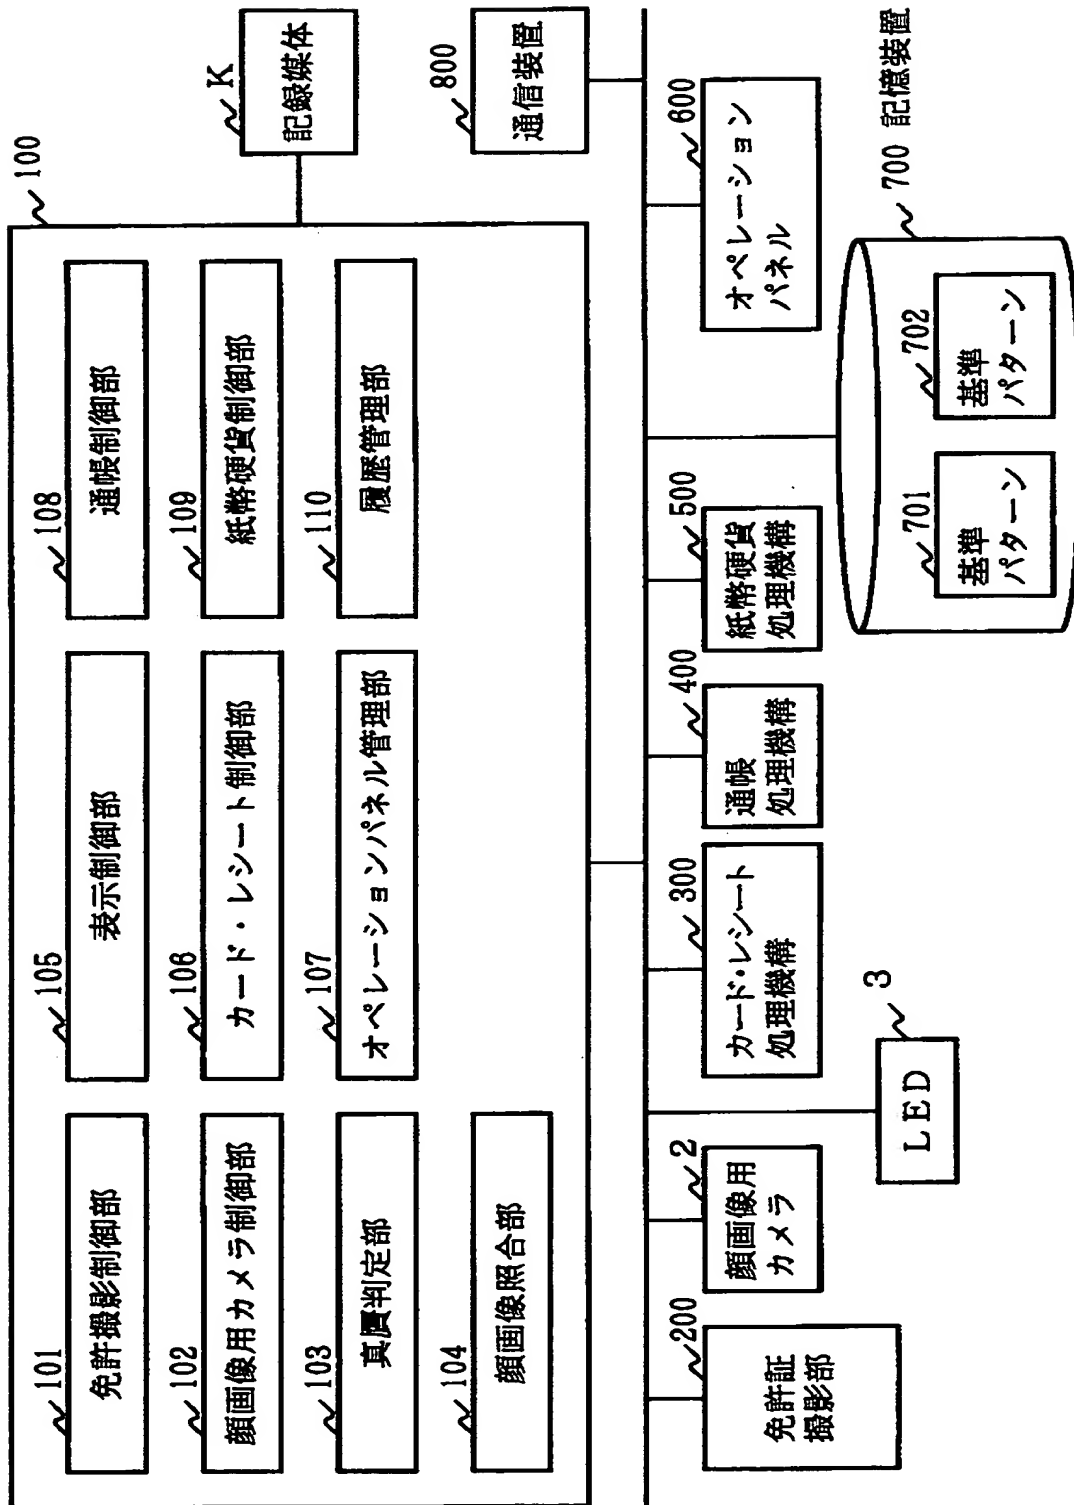 100
101
免許撮影制御部
102
顔画像用カメラ制御部
103
真贋判定部
104
顔画像照合部
105
表示制御部
106
カード・レシート制御部
107
オペレーションパネル管理部
108
通帳制御部
109
紙幣硬貨制御部
110
履歴管理部
K
記録媒体
800
通信装置
200
免許証
撮影部
2
顔画像用
カメラ
3
LED
300
カード・レシート
処理機構
400
通帳
処理機構
500
紙幣硬貨
処理機構
600
オペレーション
パネル
700 記憶装置
701
基準
パターン
702
基準
パターン